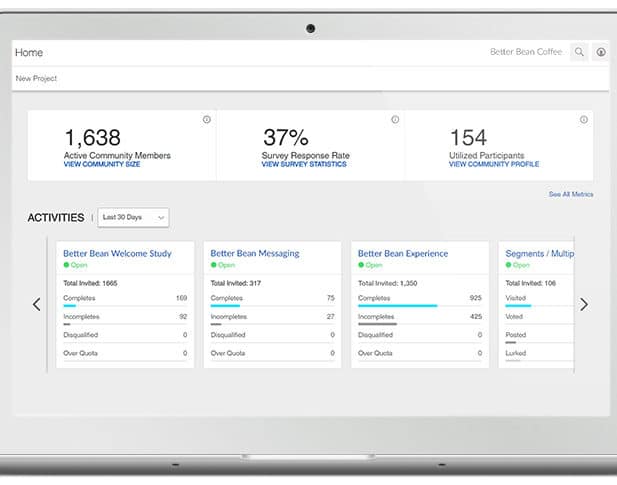 Home
Better Bean Coffee
New Project
1,638
Active Community Members
VIEW COMMUNITY SIZE
37%
Survey Response Rate
VIEW SURVEY STATISTICS
154
Utilized Participants
VIEW COMMUNITY PROFILE
See All Metrics
ACTIVITIES | Last 30 Days
Better Bean Welcome Study
Open
Total Invited: 1665
Completes 169
Incompletes 92
Disqualified 0
Over Quota 0
Better Bean Messaging
Open
Total Invited: 317
Completes 75
Incompletes 27
Disqualified 0
Over Quota 0
Better Bean Experience
Open
Total Invited: 1,350
Completes 925
Incompletes 425
Disqualified 0
Over Quota 0
Segments / Multip
Open
Total Invited: 106
Visited
Voted
Posted
Lurked